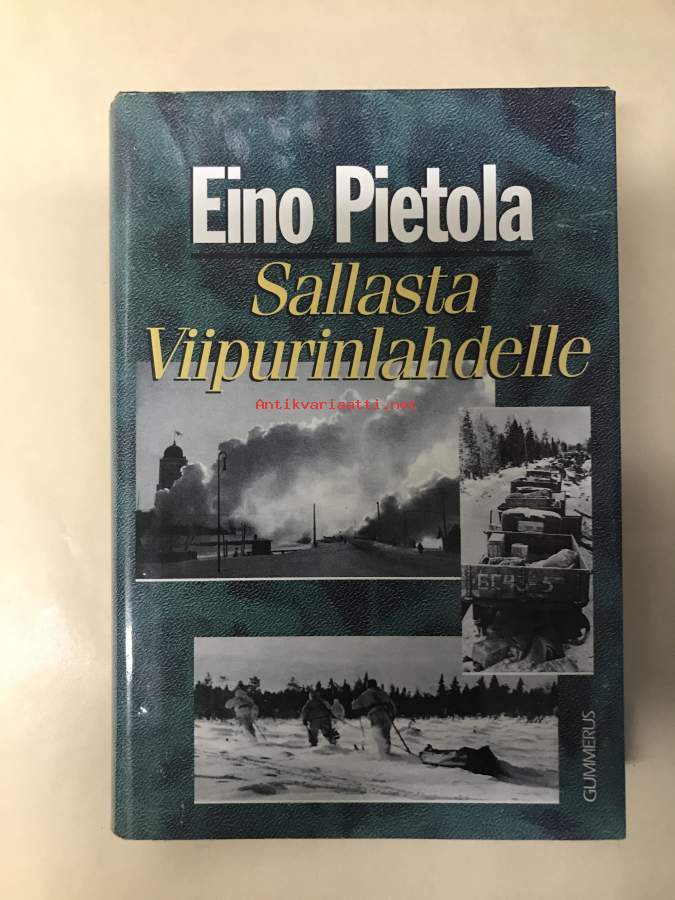 Eino Pietola
Sallasta
Viipurinlahdelle
Antikvariaatti.net
GUMMERUS